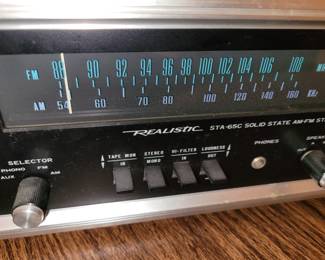 FM 88 90 92 94 96 100 104 106 108 MH
AM 54 60 70 80 100 120 140 160 KHz
REALISTIC STA-65C SOLID STATE AM-FM ST
SELECTOR
PHONO FM
AUX AM
TAPE MON STEREO HI-FILTER LOUDNESS
IN MONO IN OUT
PHONES
SPEAKE
A